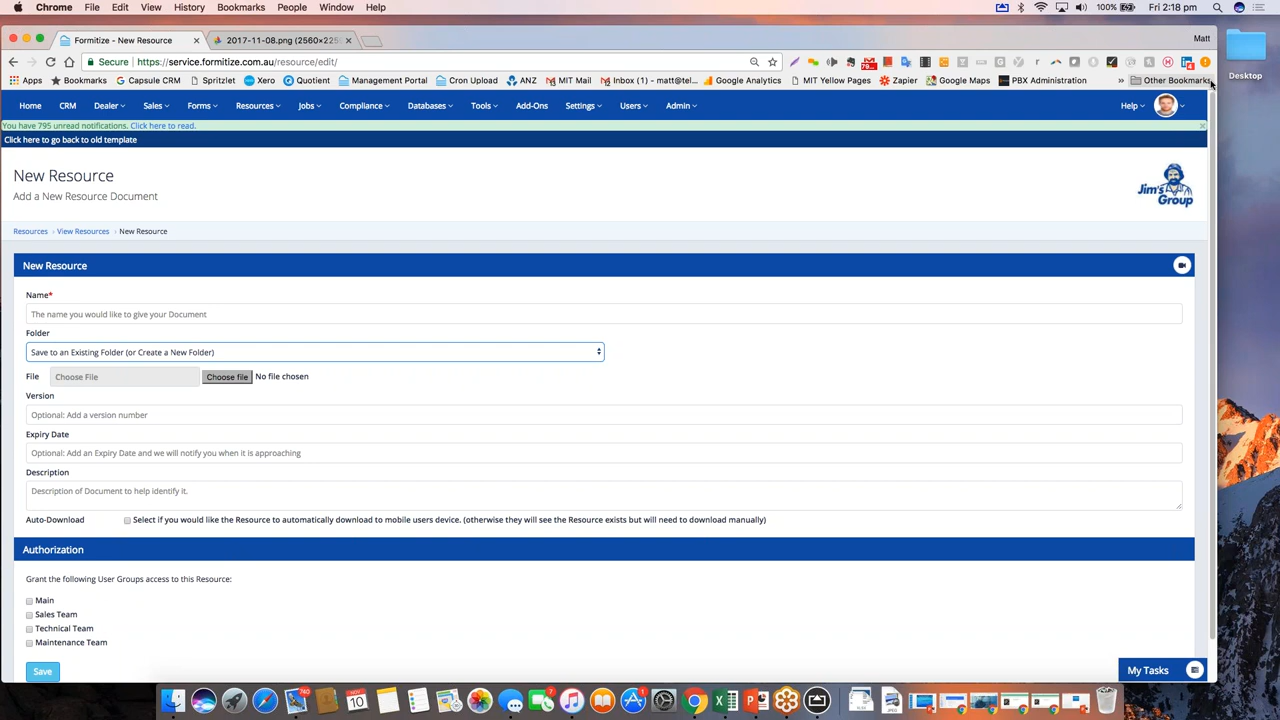 Chrome File Edit View History Bookmarks People Window Help 100% Fri 2:18 pm
Formitize - New Resource 2017-11-08.png (2560×225 Matt
Secure https://service.formitize.com.au/resource/edit/
Apps Bookmarks Capsule CRM Spritzlet Xero Quotient Management Portal Cron Upload ANZ MIT Mail Inbox (1) - matt@tel... Google Analytics MIT Yellow Pages Zapier Google Maps PBX Administration » Other Bookmarks
Desktop
Home CRM Dealer Sales Forms Resources Jobs Compliance Databases Tools Add-Ons Settings Users Admin Help
You have 795 unread notifications. Click here to read.
Click here to go back to old template
New Resource
Add a New Resource Document
Jim's Group
Resources › View Resources › New Resource
New Resource
Name*
The name you would like to give your Document
Folder
Save to an Existing Folder (or Create a New Folder)
File Choose File Choose file No file chosen
Version
Optional: Add a version number
Expiry Date
Optional: Add an Expiry Date and we will notify you when it is approaching
Description
Description of Document to help identify it.
Auto-Download Select if you would like the Resource to automatically download to mobile users device. (otherwise they will see the Resource exists but will need to download manually)
Authorization
Grant the following User Groups access to this Resource:
Main
Sales Team
Technical Team
Maintenance Team
Save
My Tasks